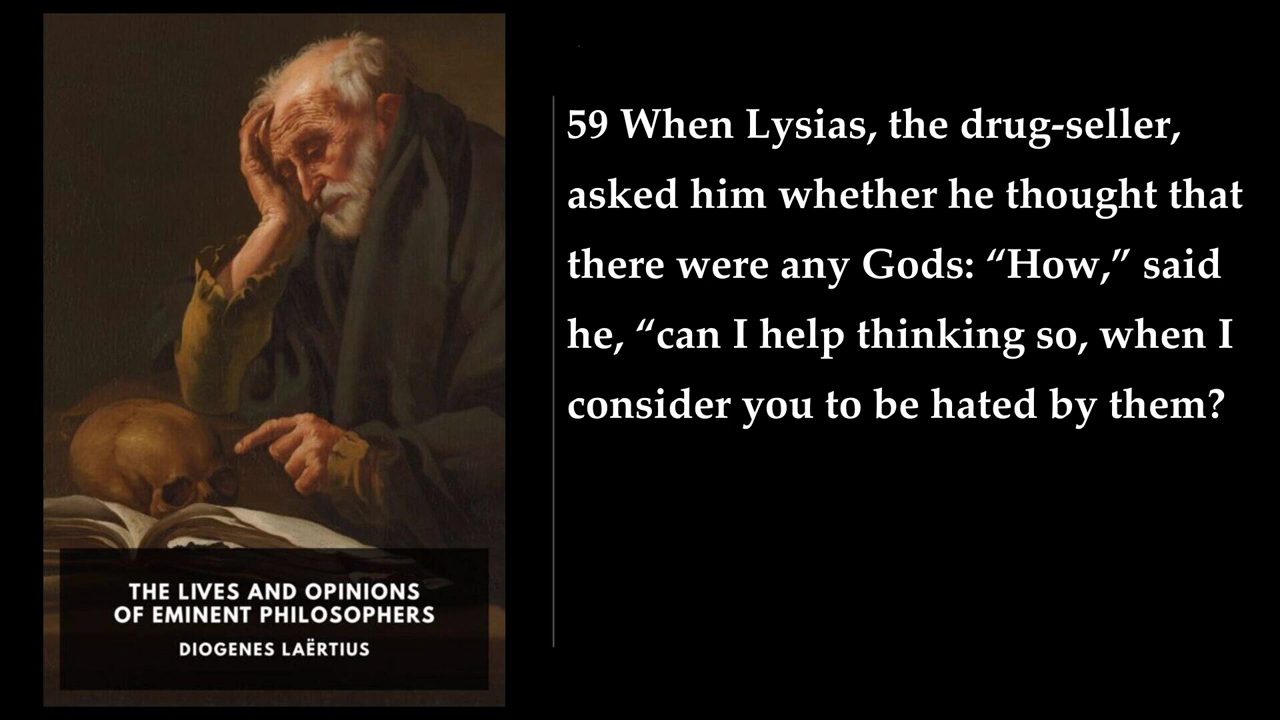 59 When Lysias, the drug-seller,
asked him whether he thought that
there were any Gods: “How,” said
he, “can I help thinking so, when I
consider you to be hated by them?
THE LIVES AND OPINIONS
OF EMINENT PHILOSOPHERS
DIOGENES LAËRTIUS